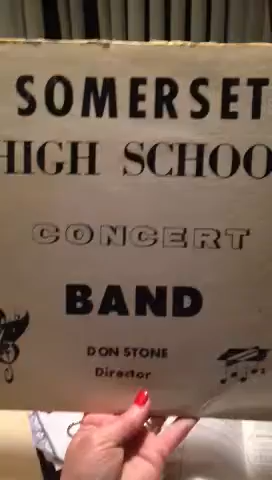 SOMERSET
HIGH SCHOO
CONCERT
BAND
DON STONE
Director